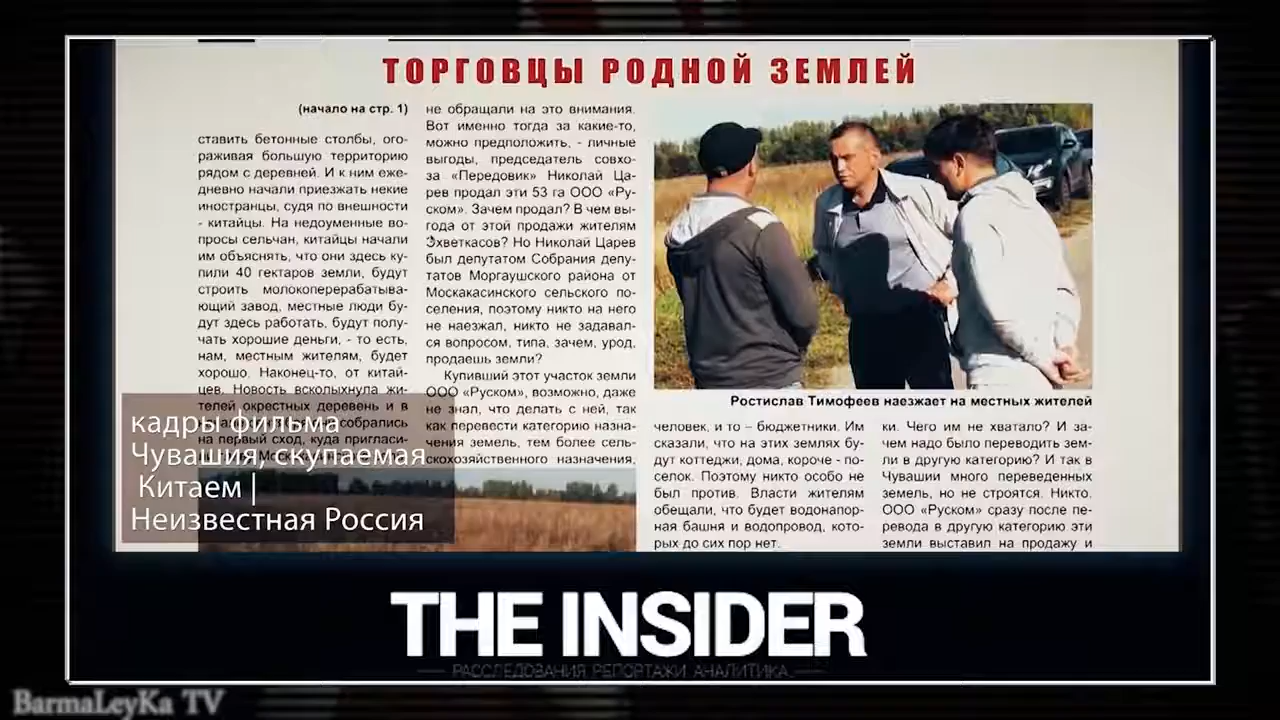 ТОРГОВЦЫ РОДНОЙ ЗЕМЛЕЙ
(начало на стр. 1)
ставить бетонные столбы, ого-
раживая большую территорию
рядом с деревней. И к ним еже-
дневно начали приезжать некие
иностранцы, судя по внешности
- китайцы. На недоуменные во-
просы сельчан, китайцы начали
им объяснять, что они здесь ку-
пили 40 гектаров земли, будут
строить молокоперерабатыва-
ющий завод, местные люди бу-
дут здесь работать, будут полу-
чать хорошие деньги, - то есть,
нам, местным жителям, будет
хорошо. Наконец-то, от китай-
цев. Новость всколыхнула жи-
телей окрестных деревень и в
собрались
на первый сход, куда пригласи-
не обращали на это внимания.
Вот именно тогда за какие-то,
можно предположить, - личные
выгоды, председатель совхо-
за «Передовик» Николай Ца-
рев продал эти 53 га ООО «Ру-
ском». Зачем продал? В чем вы-
года от этой продажи жителям
Эхветкасов? Но Николай Царев
был депутатом Собрания депу-
татов Моргаушского района от
Москакасинского сельского по-
селения, поэтому никто на него
не наезжал, никто не задавал-
ся вопросом, типа, зачем, урод,
продаешь земли?
Купивший этот участок земли
ООО «Руском», возможно, даже
не знал, что делать с ней, так
как перевести категорию назна-
чения земель, тем более сель-
скохозяйственного назначения,
Ростислав Тимофеев наезжает на местных жителей
человек, и то – бюджетники. Им
сказали, что на этих землях бу-
дут коттеджи, дома, короче - по-
селок. Поэтому никто особо не
был против. Власти жителям
обещали, что будет водонапор-
ная башня и водопровод, кото-
рых до сих пор нет.
ки. Чего им не хватало? И за-
чем надо было переводить зем-
ли в другую категорию? И так в
Чувашии много переведенных
земель, но не строятся. Никто.
ООО «Руском» сразу после пе-
ревода в другую категорию эти
земли выставил на продажу и
кадры фильма
Чувашия, скупаемая
Китаем |
Неизвестная Россия
THE INSIDER
РАССЛЕДОВАНИЯ РЕПОРТАЖИ АНАЛИТИКА
BarmaLeyKa TV